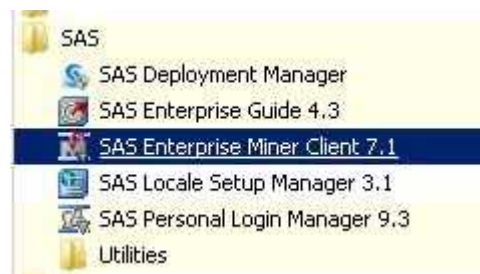 SAS
SAS Deployment Manager
SAS Enterprise Guide 4.3
SAS Enterprise Miner Client 7.1
SAS Locale Setup Manager 3.1
SAS Personal Login Manager 9.3
Utilities